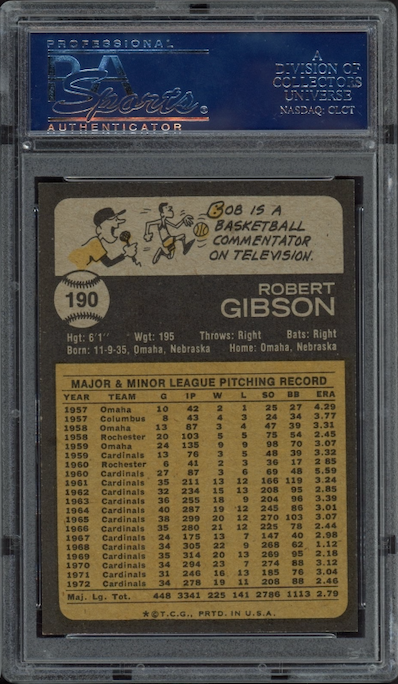 PROFESSIONAL
PSA
Sports®
AUTHENTICATOR
A
DIVISION OF
COLLECTORS
UNIVERSE
NASDAQ: CLCT
BOB IS A
BASKETBALL
COMMENTATOR
ON TELEVISION.
190
ROBERT
GIBSON
Hgt: 6'1" Wgt: 195 Throws: Right Bats: Right
Born: 11-9-35, Omaha, Nebraska Home: Omaha, Nebraska
MAJOR & MINOR LEAGUE PITCHING RECORD
YEAR TEAM G IP W L SO BB ERA
1957 Omaha 10 42 2 1 25 27 4.29
1957 Columbus 8 43 4 3 24 34 3.77
1958 Omaha 13 87 3 4 47 39 3.31
1958 Rochester 20 103 5 5 75 54 2.45
1959 Omaha 24 135 9 9 98 70 3.07
1959 Cardinals 13 76 3 5 48 39 3.32
1960 Rochester 6 41 2 3 36 17 2.85
1960 Cardinals 27 87 3 6 69 48 5.59
1961 Cardinals 35 211 13 12 166 119 3.24
1962 Cardinals 32 234 15 13 208 95 2.85
1963 Cardinals 36 255 18 9 204 96 3.39
1964 Cardinals 40 287 19 12 245 86 3.01
1965 Cardinals 38 299 20 12 270 103 3.07
1966 Cardinals 35 280 21 12 225 78 2.44
1967 Cardinals 24 175 13 7 147 40 2.98
1968 Cardinals 34 305 22 9 268 62 1.12
1969 Cardinals 35 314 20 13 269 95 2.18
1970 Cardinals 34 294 23 7 274 88 3.12
1971 Cardinals 31 246 16 13 185 76 3.04
1972 Cardinals 34 278 19 11 208 88 2.46
Maj. Lg. Tot. 448 3341 225 141 2786 1113 2.79
★©T.C.G., PRTD. IN U.S.A.